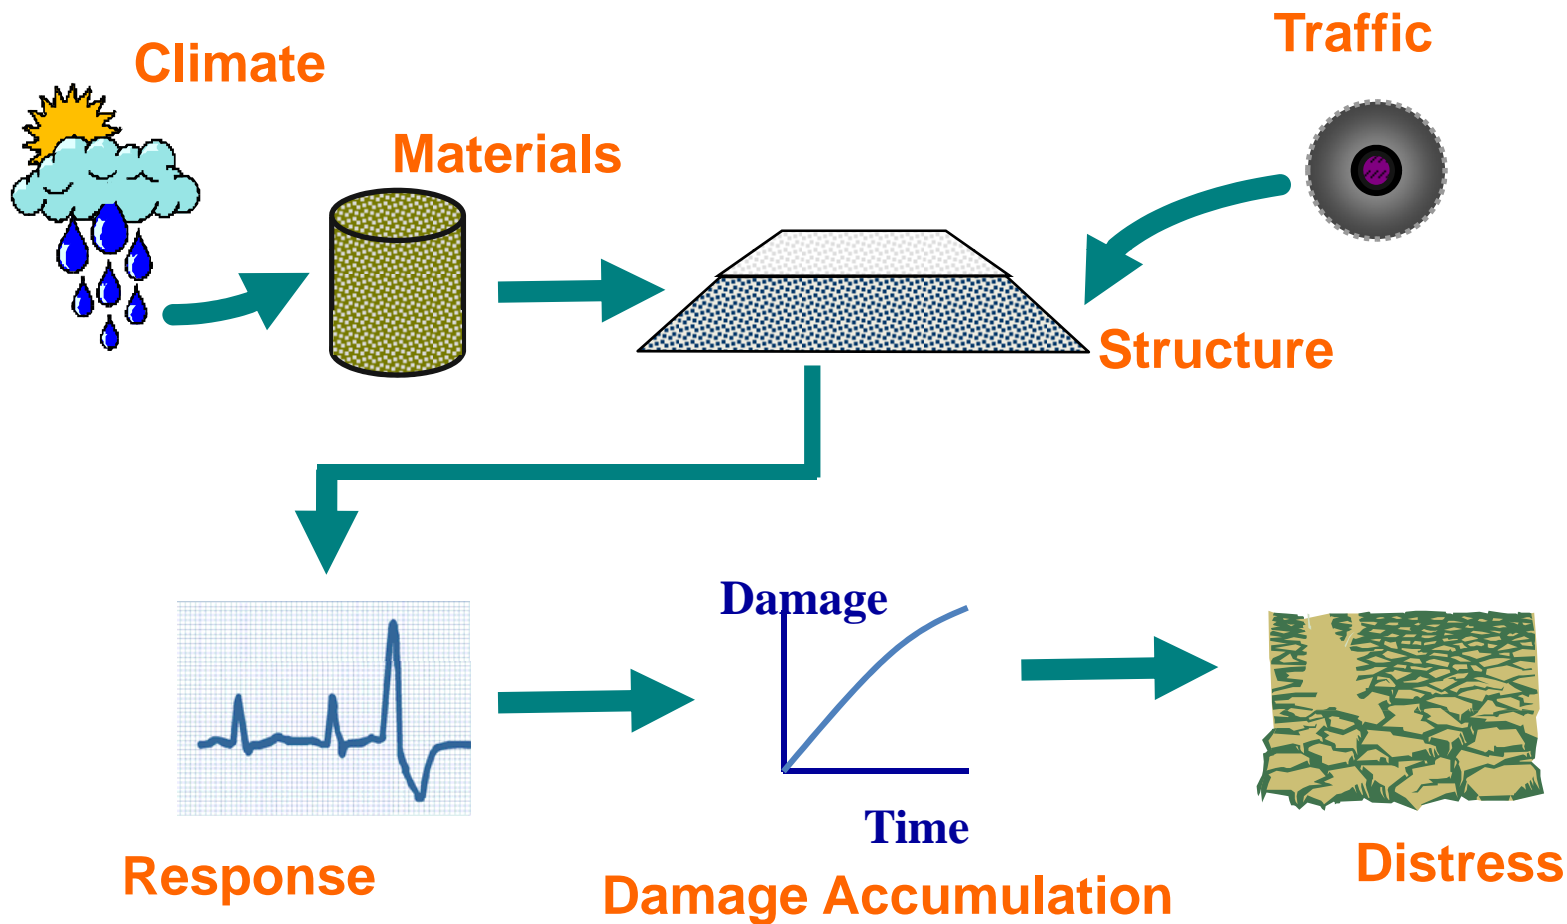 Climate
Traffic
Materials
Structure
Damage
Time
Response
Damage Accumulation
Distress